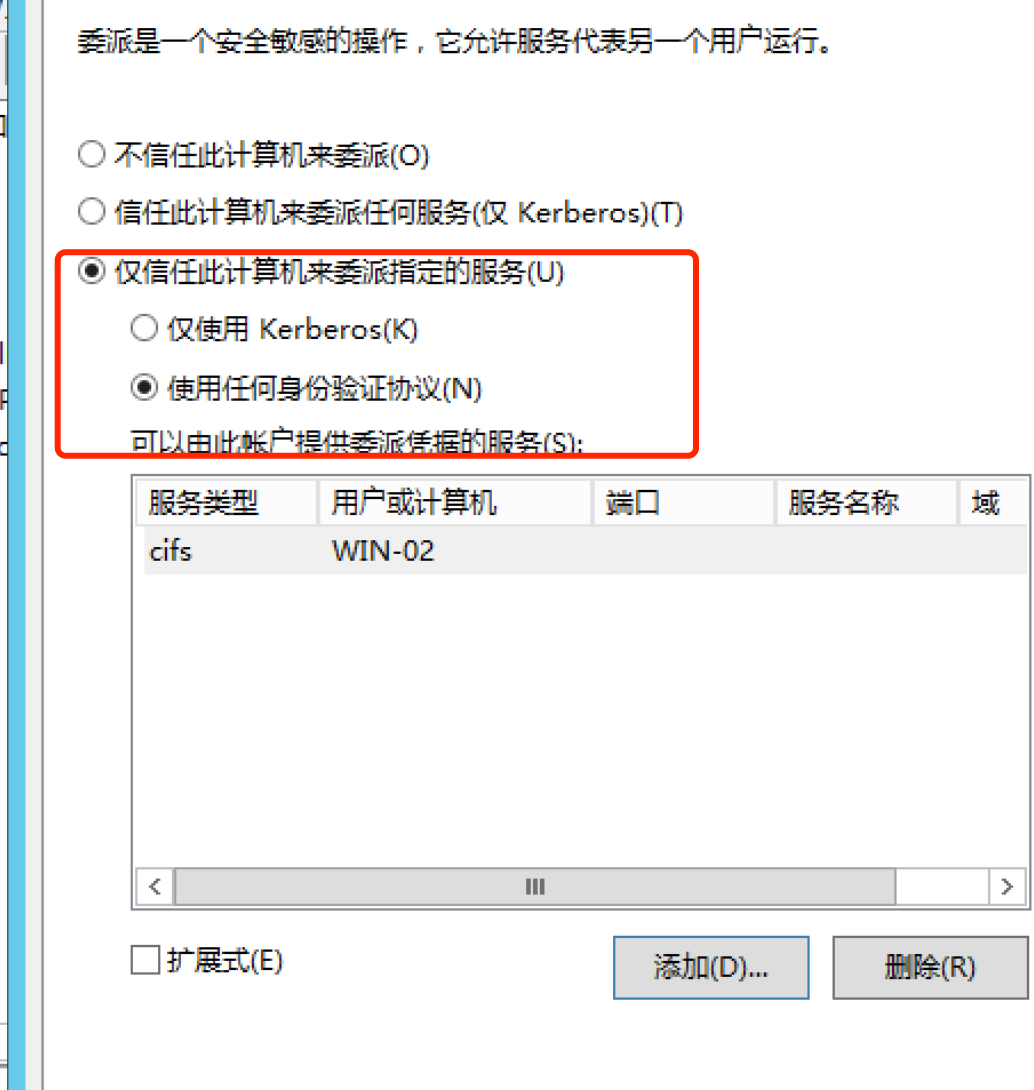 委派是一个安全敏感的操作，它允许服务代表另一个用户运行。
不信任此计算机来委派(O)
信任此计算机来委派任何服务(仅 Kerberos)(T)
仅信任此计算机来委派指定的服务(U)
仅使用 Kerberos(K)
使用任何身份验证协议(N)
可以由此帐户提供委派凭据的服务(S):
服务类型 用户或计算机 端口 服务名称 域
cifs WIN-02
扩展式(E) 添加(D)... 删除(R)